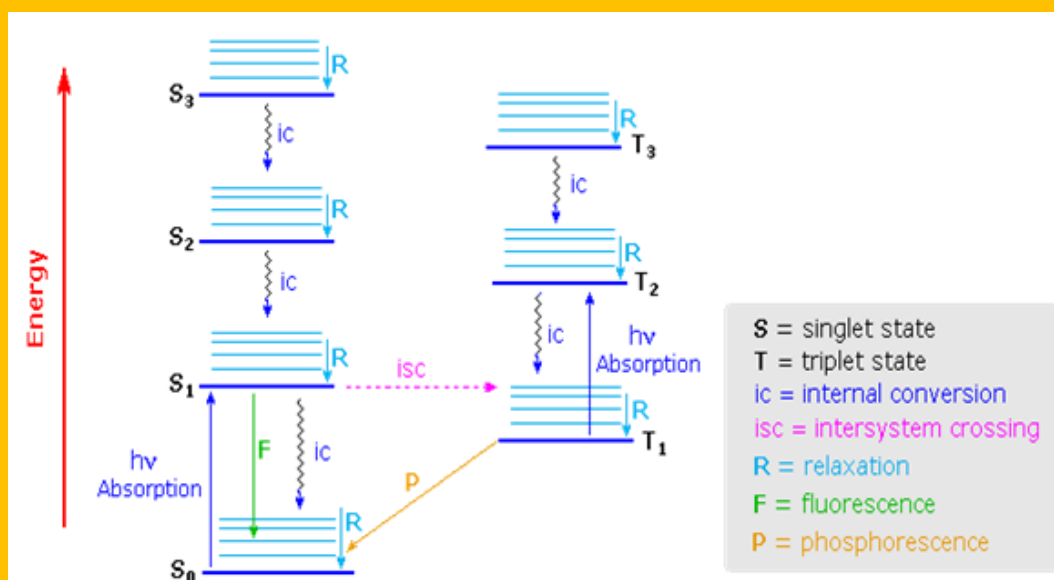 Energy
S3
R
ic
S2
R
ic
S1
R
isc
hν
Absorption
F
ic
R
S0
P
R
T3
ic
R
T2
ic
hν
Absorption
R
T1
S = singlet state
T = triplet state
ic = internal conversion
isc = intersystem crossing
R = relaxation
F = fluorescence
P = phosphorescence